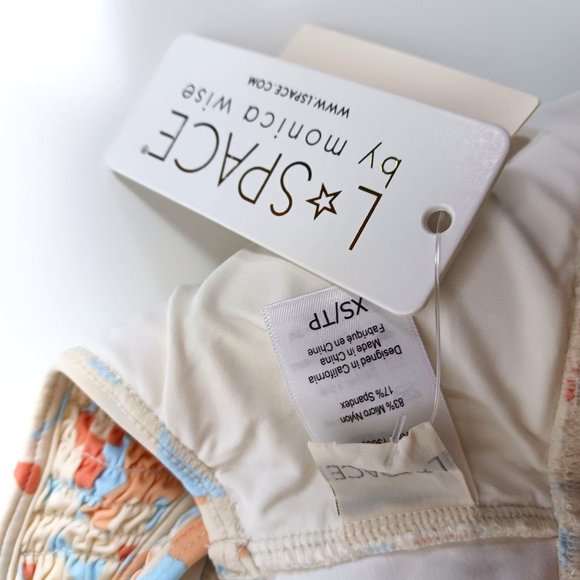 L*SPACE®
by monica wise
WWW.LSPACE.COM
83% Micro Nylon
17% Spandex
Designed in California
Made in China
Fabriqué en Chine
XS/TP
L*SPACE